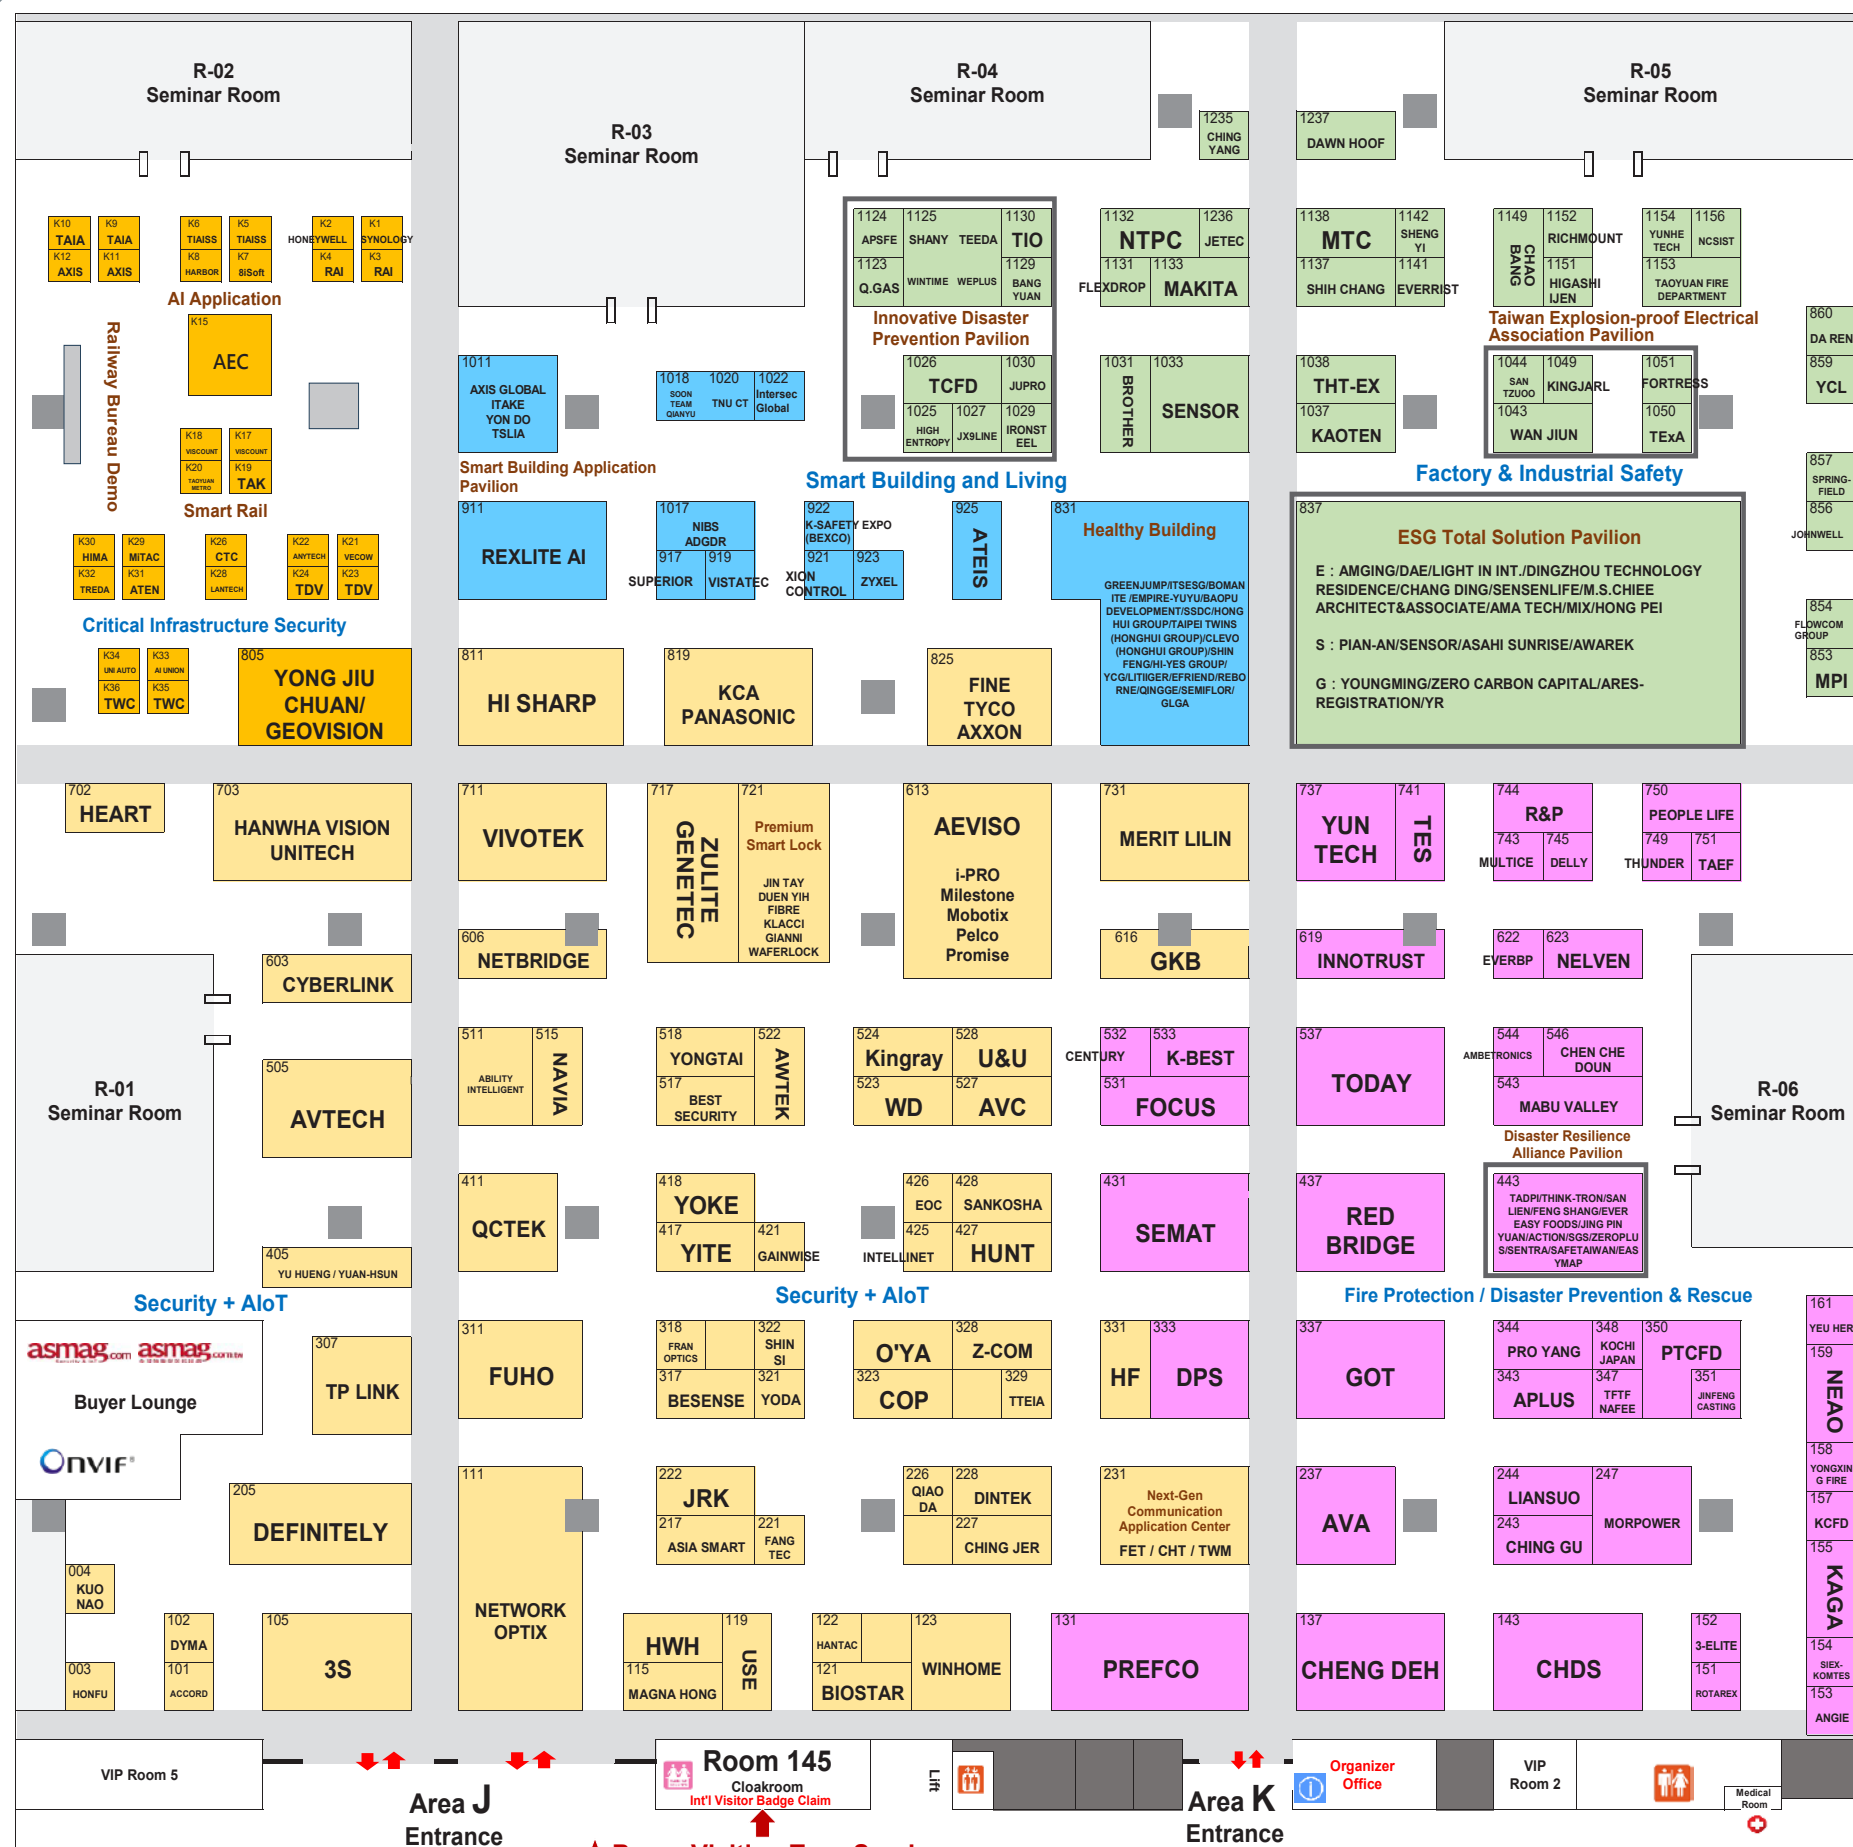 R-02
Seminar Room
R-03
Seminar Room
R-04
Seminar Room
R-05
Seminar Room
1235
CHING
YANG
1237
DAWN HOOF
K10
TAIA
K9
TAIA
K12
AXIS
K11
AXIS
K6
TIAISS
K5
TIAISS
K8
HARBOR
K7
8iSoft
K2
HONEYWELL
K1
SYNOLOGY
K4
RAI
K3
RAI
AI Application
K15
AEC
Railway Bureau Demo
K18
VISCOUNT
K17
VISCOUNT
K20
TAOYUAN
METRO
K19
TAK
Smart Rail
K30
HIMA
K29
MiTAC
K32
TREDA
K31
ATEN
K26
CTC
K28
LANTECH
K22
ANYTECH
K21
VECOW
K24
TDV
K23
TDV
Critical Infrastructure Security
K34
UNI AUTO
K33
AI UNION
K36
TWC
K35
TWC
805
YONG JIU
CHUAN/
GEOVISION
1124
APSFE
1125
SHANY TEEDA
WINTIME WEPLUS
1130
TIO
1123
Q.GAS
1129
BANG
YUAN
Innovative Disaster
Prevention Pavilion
1026
TCFD
1030
JUPRO
1025
HIGH
ENTROPY
1027
JX9LINE
1029
IRONST
EEL
1132
NTPC
1236
JETEC
1131
FLEXDROP
1133
MAKITA
1031
BROTHER
1033
SENSOR
1138
MTC
1142
SHENG
YI
1137
SHIH CHANG
1141
EVERRIST
1149
CHAO
BANG
1152
RICHMOUNT
1151
HIGASHI
IJEN
1154
YUNHE
TECH
1156
NCSIST
1153
TAOYUAN FIRE
DEPARTMENT
Taiwan Explosion-proof Electrical
Association Pavilion
1038
THT-EX
1037
KAOTEN
1044
SAN
TZUOO
1049
KINGJARL
1043
WAN JIUN
1051
FORTRESS
1050
TExA
860
DA REN
859
YCL
857
SPRING-
FIELD
856
JOHNWELL
854
FLOWCOM
GROUP
853
MPI
1011
AXIS GLOBAL
ITAKE
YON DO
TSLIA
1018
SOON
TEAM
QIANYU
1020
TNU CT
1022
Intersec
Global
Smart Building Application
Pavilion
Smart Building and Living
Factory & Industrial Safety
911
REXLITE AI
1017
NIBS
ADGDR
917
SUPERIOR
919
VISTATEC
922
K-SAFETY EXPO
(BEXCO)
921
XION
CONTROL
923
ZYXEL
925
ATEIS
831
Healthy Building
GREENJUMP/ITSESG/BOMAN
ITE /EMPIRE-YUYU/BAOPU
DEVELOPMENT/SSDC/HONG
HUI GROUP/TAIPEI TWINS
(HONGHUI GROUP)/CLEVO
(HONGHUI GROUP)/SHIN
FENG/HI-YES GROUP/
YCG/LITIIGER/EFRIEND/REBO
RNE/QINGGE/SEMIFLOR/
GLGA
837
ESG Total Solution Pavilion
E : AMGING/DAE/LIGHT IN INT./DINGZHOU TECHNOLOGY
RESIDENCE/CHANG DING/SENSENLIFE/M.S.CHIEE
ARCHITECT&ASSOCIATE/AMA TECH/MIX/HONG PEI
S : PIAN-AN/SENSOR/ASAHI SUNRISE/AWAREK
G : YOUNGMING/ZERO CARBON CAPITAL/ARES-
REGISTRATION/YR
811
HI SHARP
819
KCA
PANASONIC
825
FINE
TYCO
AXXON
702
HEART
703
HANWHA VISION
UNITECH
711
VIVOTEK
717
ZULITE
GENETEC
721
Premium
Smart Lock
JIN TAY
DUEN YIH
FIBRE
KLACCI
GIANNI
WAFERLOCK
613
AEVISO
i-PRO
Milestone
Mobotix
Pelco
Promise
731
MERIT LILIN
737
YUN
TECH
741
TES
744
R&P
743
MULTICE
745
DELLY
750
PEOPLE LIFE
749
THUNDER
751
TAEF
603
CYBERLINK
606
NETBRIDGE
616
GKB
619
INNOTRUST
622
EVERBP
623
NELVEN
R-01
Seminar Room
505
AVTECH
511
ABILITY
INTELLIGENT
515
NAVIA
518
YONGTAI
517
BEST
SECURITY
522
AWTEK
524
Kingray
528
U&U
523
WD
527
AVC
532
CENTURY
533
K-BEST
531
FOCUS
537
TODAY
544
AMBETRONICS
546
CHEN CHE
DOUN
543
MABU VALLEY
R-06
Seminar Room
Disaster Resilience
Alliance Pavilion
405
YU HUENG / YUAN-HSUN
411
QCTEK
418
YOKE
417
YITE
421
GAINWISE
426
EOC
428
SANKOSHA
425
INTELLINET
427
HUNT
431
SEMAT
437
RED
BRIDGE
443
TADPI/THINK-TRON/SAN
LIEN/FENG SHANG/EVER
EASY FOODS/JING PIN
YUAN/ACTION/SGS/ZEROPLU
S/SENTRA/SAFETAIWAN/EAS
YMAP
Security + AIoT
Security + AIoT
Fire Protection / Disaster Prevention & Rescue
asmag.com asmag.com.tw
Buyer Lounge
ONVIF®
307
TP LINK
311
FUHO
318
FRAN
OPTICS
322
SHIN
SI
317
BESENSE
321
YODA
O'YA
328
Z-COM
323
COP
329
TTEIA
331
HF
333
DPS
337
GOT
344
PRO YANG
348
KOCHI
JAPAN
350
PTCFD
343
APLUS
347
TFTF
NAFEE
351
JINFENG
CASTING
161
YEU HER
159
NEAO
158
YONGXIN
G FIRE
157
KCFD
155
KAGA
154
SIEX-
KOMTES
153
ANGIE
205
DEFINITELY
111
NETWORK
OPTIX
222
JRK
217
ASIA SMART
221
FANG
TEC
226
QIAO
DA
228
DINTEK
227
CHING JER
231
Next-Gen
Communication
Application Center
FET / CHT / TWM
237
AVA
244
LIANSUO
243
CHING GU
247
MORPOWER
004
KUO
NAO
003
HONFU
102
DYMA
101
ACCORD
105
3S
HWH
115
MAGNA HONG
119
USE
122
HANTAC
121
BIOSTAR
123
WINHOME
131
PREFCO
137
CHENG DEH
143
CHDS
152
3-ELITE
151
ROTAREX
VIP Room 5
Area J
Entrance
Room 145
Cloakroom
Int'l Visitor Badge Claim
Lift
Area K
Entrance
Organizer
Office
VIP
Room 2
Medical
Room